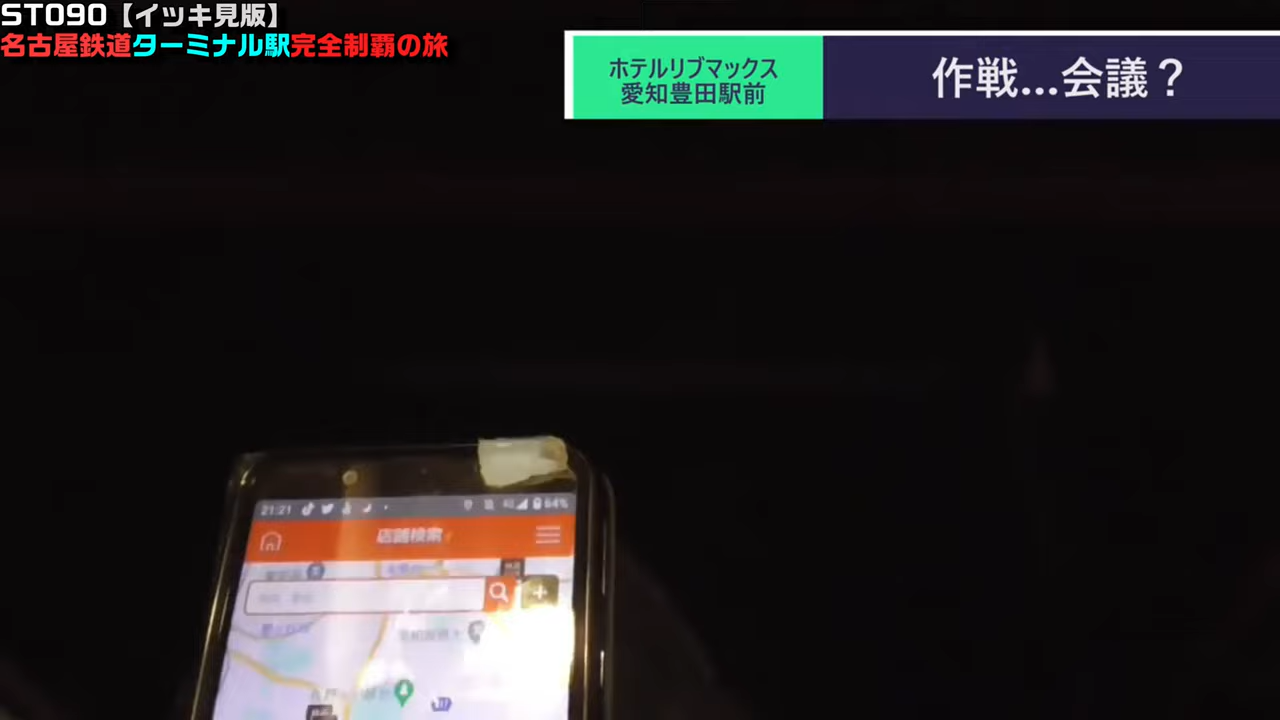 ST090【イッキ見版】
名古屋鉄道ターミナル駅完全制覇の旅
ホテルリブマックス
愛知豊田駅前
作戦…会議？
21:21
64%
店舗検索